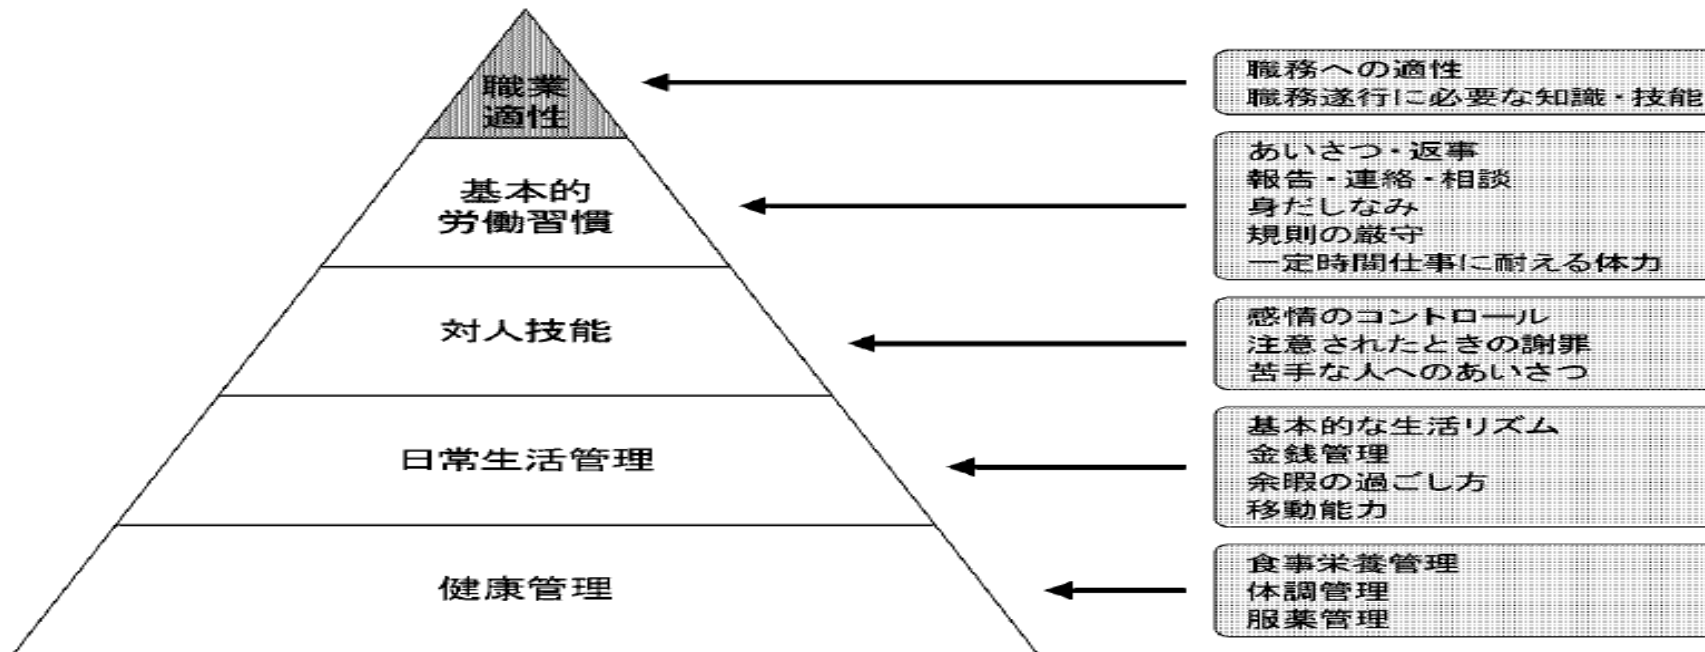 職業
適性
職務への適性
職務遂行に必要な知識・技能
基本的
労働習慣
あいさつ・返事
報告・連絡・相談
身だしなみ
規則の厳守
一定時間仕事に耐える体力
対人技能
感情のコントロール
注意されたときの謝罪
苦手な人へのあいさつ
日常生活管理
基本的な生活リズム
金銭管理
余暇の過ごし方
移動能力
健康管理
食事栄養管理
体調管理
服薬管理